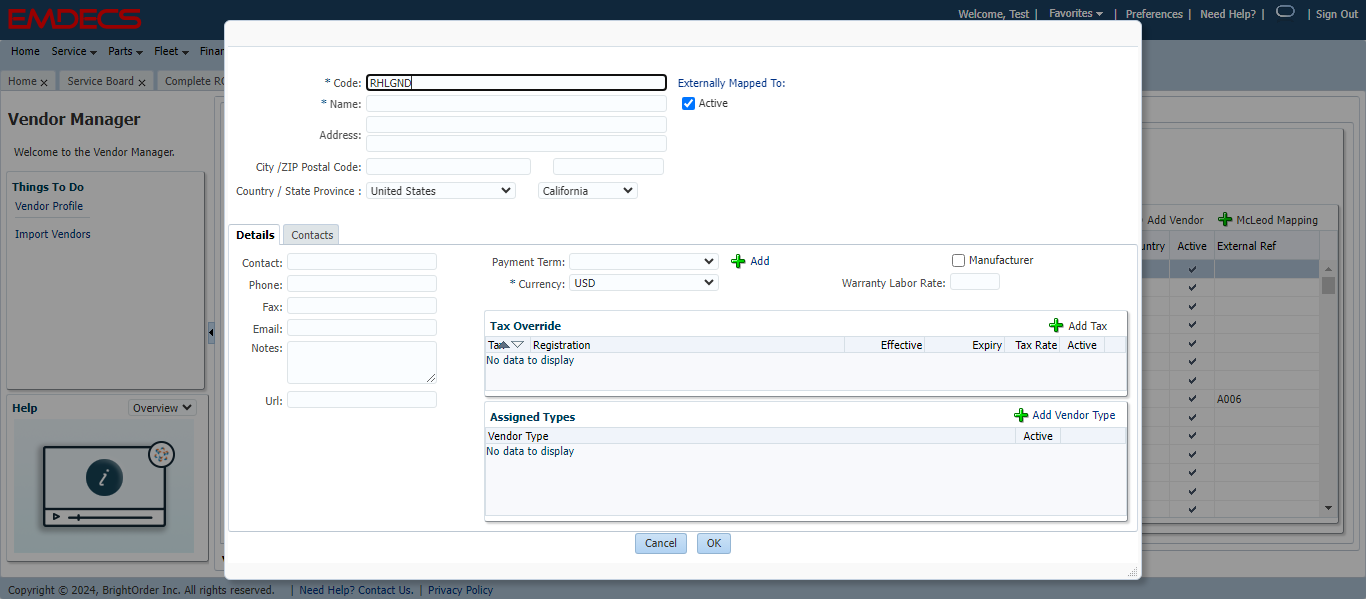 EMDECS
Welcome, Test | Favorites | Preferences | Need Help? | | Sign Out
Home Service Parts Fleet
Home Service Board
Vendor Manager
Welcome to the Vendor Manager.
Things To Do
Vendor Profile
Import Vendors
Help Overview
* Code: RHLGND Externally Mapped To:
* Name: Active
Address:
City /ZIP Postal Code:
Country / State Province : United States California
Details Contacts
Contact:
Phone:
Fax:
Email:
Notes:
Url:
Payment Term: Add
* Currency: USD
Manufacturer
Warranty Labor Rate:
Tax Override Add Tax
Registration Effective Expiry Tax Rate Active
No data to display
Assigned Types Add Vendor Type
Vendor Type Active
No data to display
Cancel OK
Add Vendor McLeod Mapping
Active External Ref
A006
Copyright © 2024, BrightOrder Inc. All rights reserved. | Need Help? Contact Us. | Privacy Policy